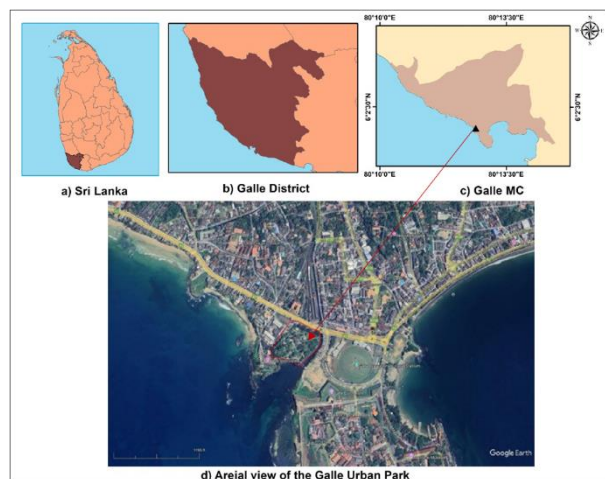 80°10'0"E 80°13'30"E
6°2'30"N 6°2'30"N
80°10'0"E 80°13'30"E
a) Sri Lanka
b) Galle District
c) Galle MC
Google Earth
d) Areial view of the Galle Urban Park